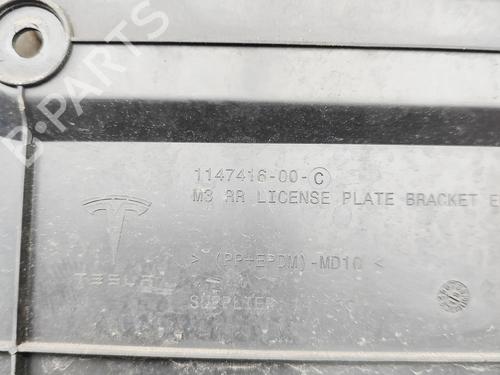 B-PARTS
1147416-00-C
M3 RR LICENSE PLATE BRACKET E
> (PP+EPDM)-MD10 <
TESLA
SUPPLIER